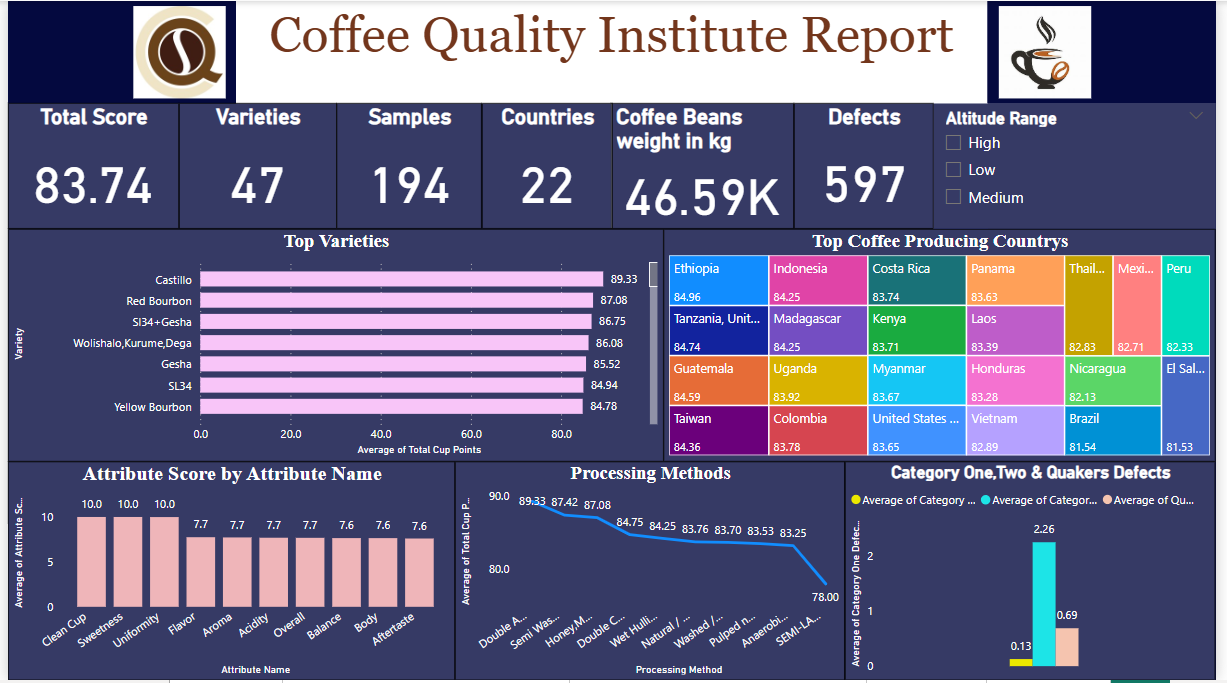 Coffee Quality Institute Report
Total Score
83.74
Varieties
47
Samples
194
Countries
22
Coffee Beans
weight in kg
46.59K
Defects
597
Altitude Range
High
Low
Medium
Top Varieties
Variety
Castillo 89.33
Red Bourbon 87.08
Sl34+Gesha 86.75
Wolishalo,Kurume,Dega 86.08
Gesha 85.52
SL34 84.94
Yellow Bourbon 84.78
0.0 20.0 40.0 60.0 80.0
Average of Total Cup Points
Top Coffee Producing Countrys
Ethiopia
84.96
Tanzania, Unit...
84.74
Guatemala
84.59
Taiwan
84.36
Indonesia
84.25
Madagascar
84.25
Uganda
83.92
Colombia
83.78
Costa Rica
83.74
Kenya
83.71
Myanmar
83.67
United States ...
83.65
Panama
83.63
Laos
83.39
Honduras
83.28
Vietnam
82.89
Thail...
82.83
Mexi...
82.71
Peru
82.33
Nicaragua
82.13
Brazil
81.54
El Sal...
81.53
Attribute Score by Attribute Name
Average of Attribute Sc...
10
5
0
10.0 10.0 10.0 7.7 7.7 7.7 7.7 7.6 7.6 7.6
Clean Cup
Sweetness
Uniformity
Flavor
Aroma
Acidity
Overall
Balance
Body
Aftertaste
Attribute Name
Processing Methods
Average of Total Cup P...
90.0
80.0
89.33 87.42 87.08 84.75 84.25 83.76 83.70 83.53 83.25 78.00
Double A...
Semi Was...
Honey,M...
Double C...
Wet Hulli...
Natural / ...
Washed /...
Pulped n...
Anaerobi...
SEMI-LA...
Processing Method
Category One,Two & Quakers Defects
Average of Category ... Average of Categor... Average of Qu...
Average of Category One Defec...
2
1
0
0.13
2.26
0.69